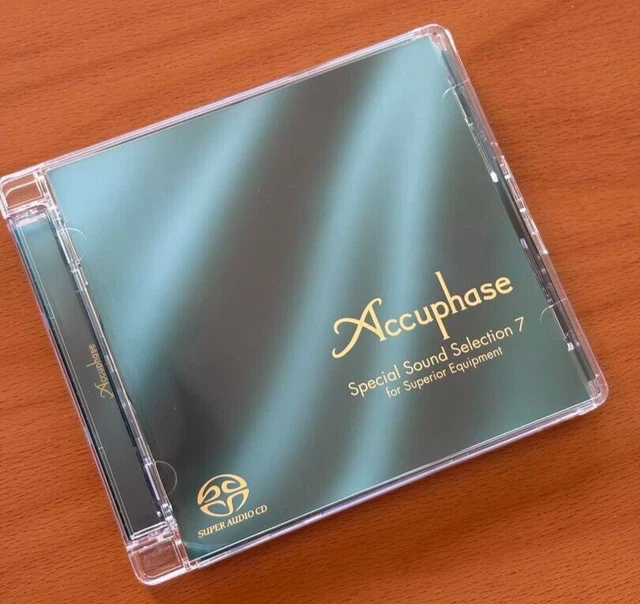 Accuphase
Special Sound Selection 7
for Superior Equipment
SUPER AUDIO CD
Accuphase